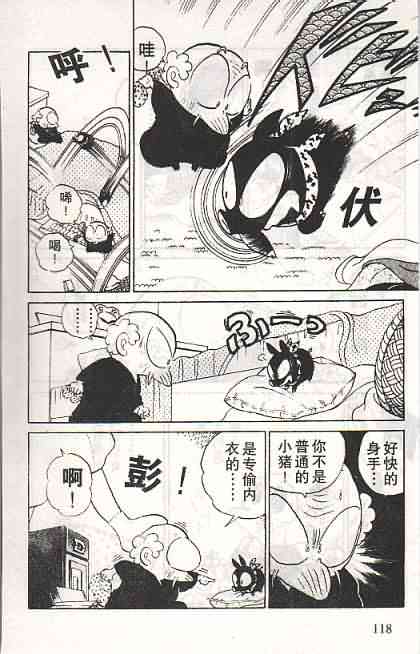 伏
哇！
呼！
唏！
喝！
ふーっ
………
好快的
身手…
你不是
普通的
小猪！
是专偷内
衣的……
彭！
啊！
118